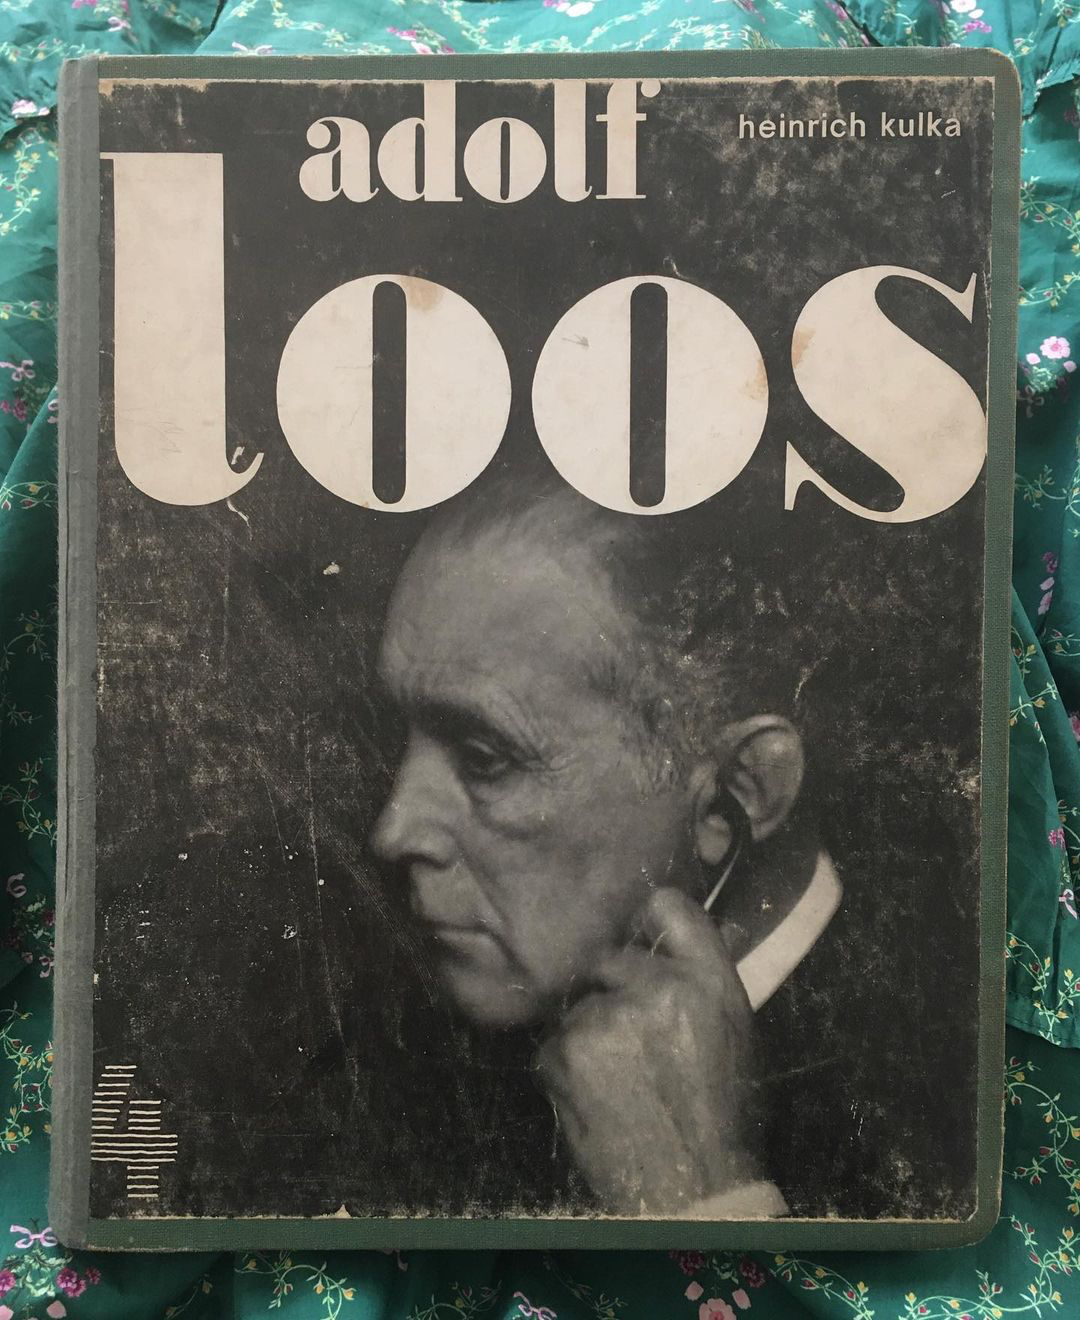 adolf
heinrich kulka
loos
4